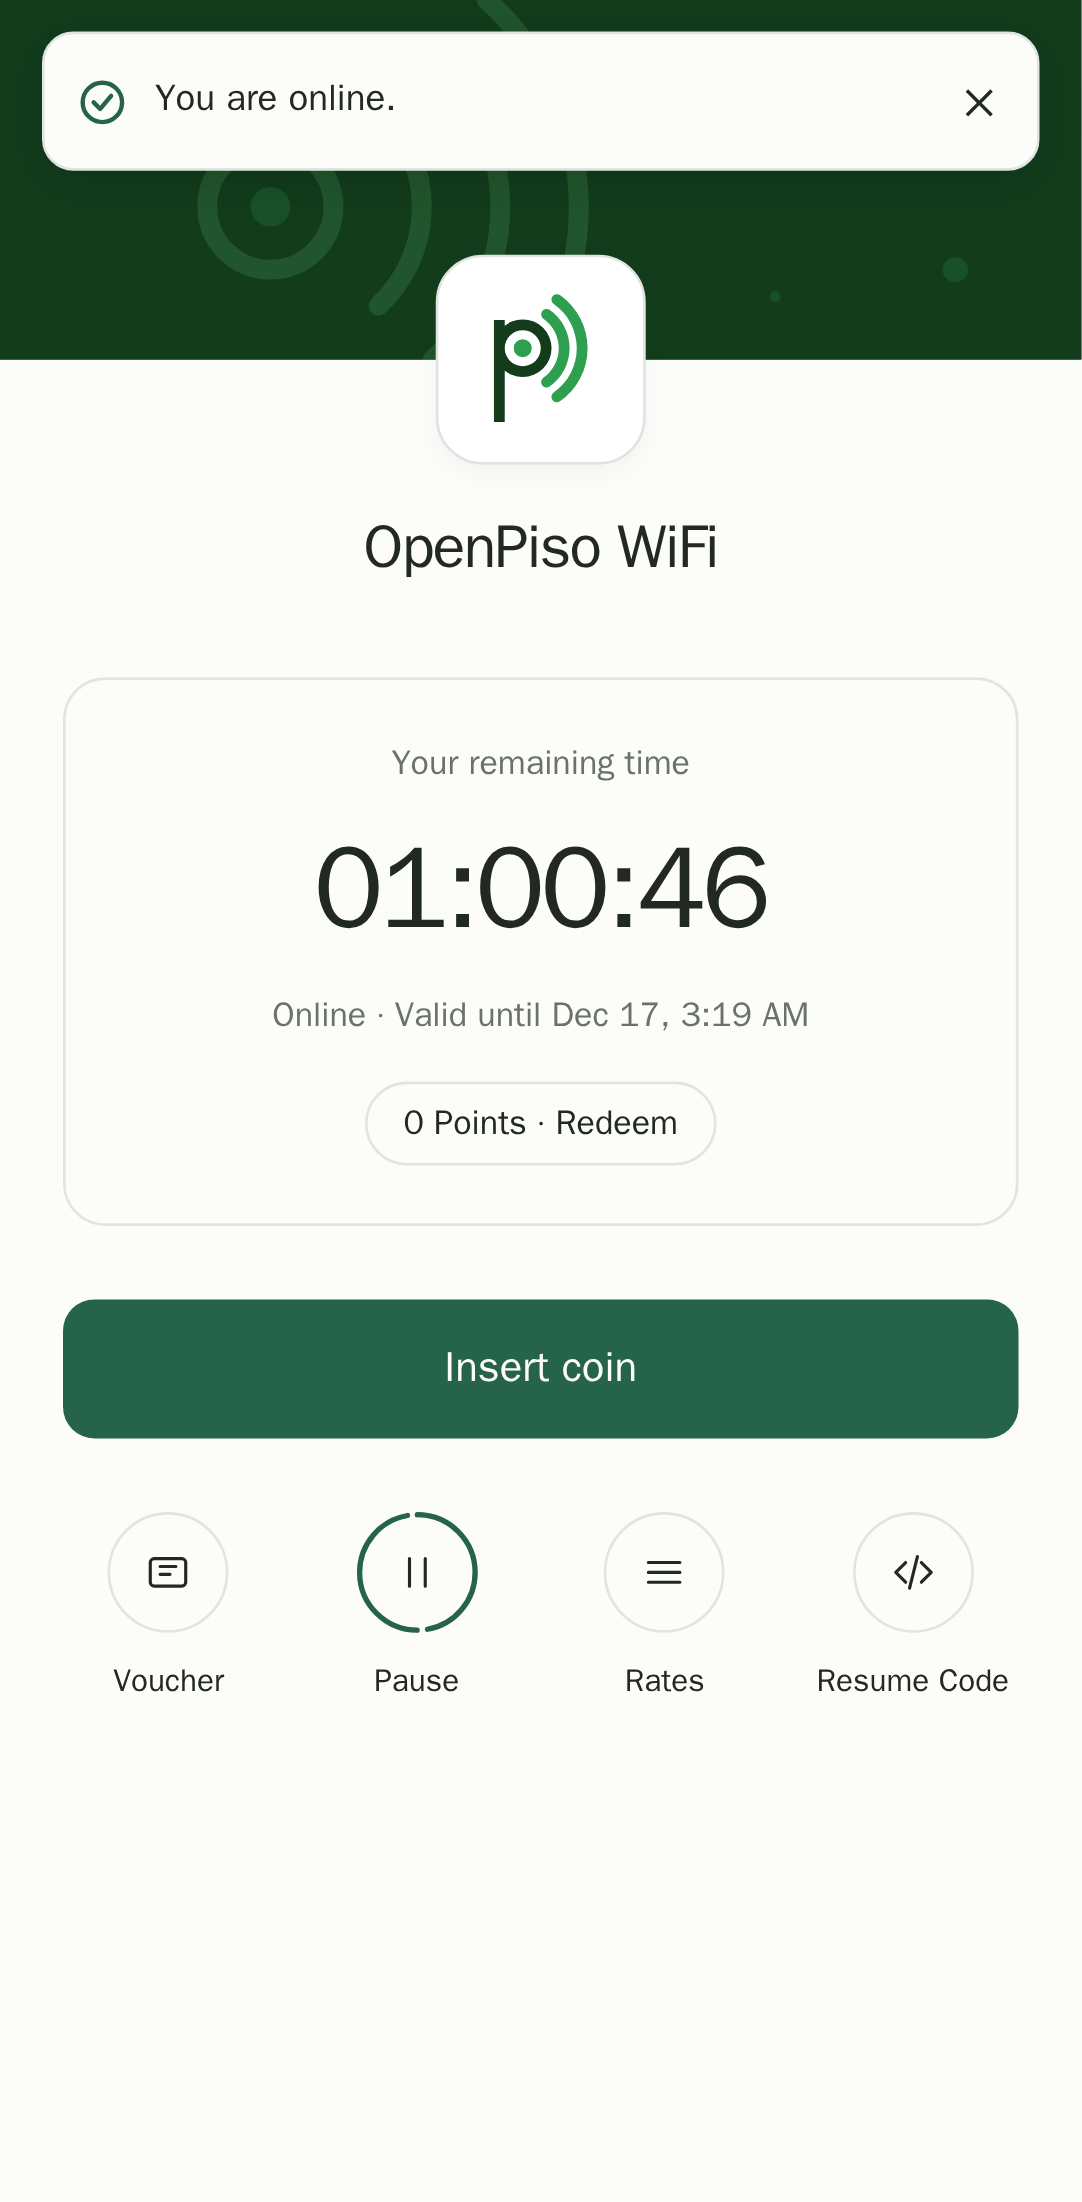 You are online.
OpenPiso WiFi
Your remaining time
01:00:46
Online · Valid until Dec 17, 3:19 AM
0 Points · Redeem
Insert coin
Voucher
Pause
Rates
Resume Code